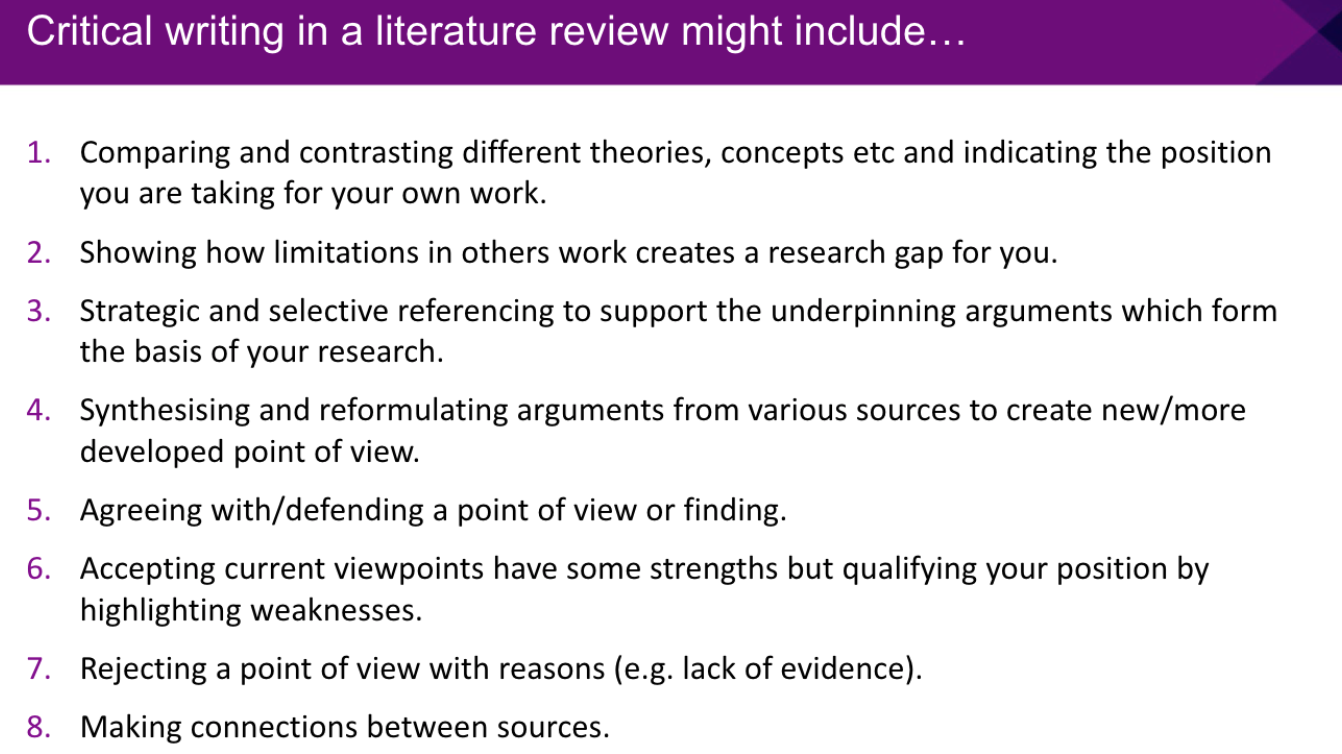 Critical writing in a literature review might include…
1. Comparing and contrasting different theories, concepts etc and indicating the position
you are taking for your own work.
2. Showing how limitations in others work creates a research gap for you.
3. Strategic and selective referencing to support the underpinning arguments which form
the basis of your research.
4. Synthesising and reformulating arguments from various sources to create new/more
developed point of view.
5. Agreeing with/defending a point of view or finding.
6. Accepting current viewpoints have some strengths but qualifying your position by
highlighting weaknesses.
7. Rejecting a point of view with reasons (e.g. lack of evidence).
8. Making connections between sources.